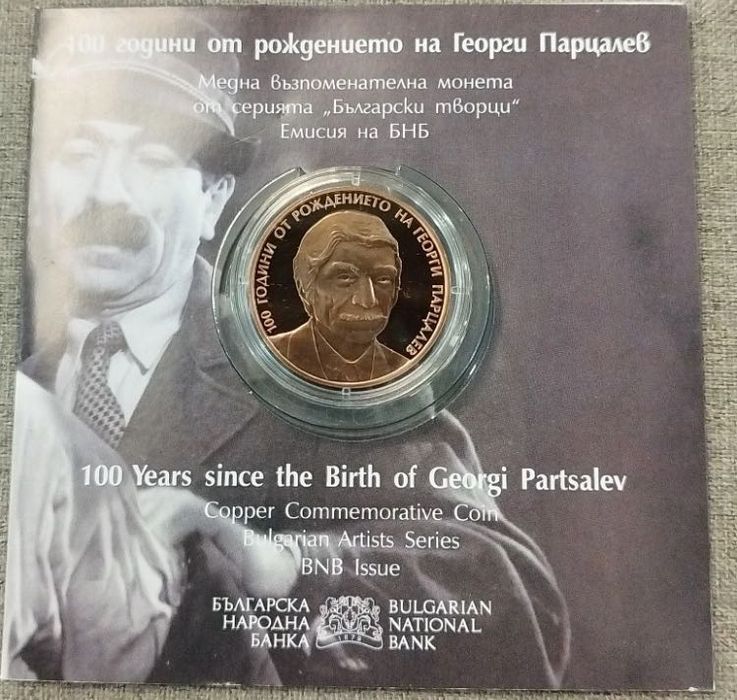 100 години от рождението на Георги Парцалев
Медна възпоменателна монета
от серията „Български творци“
Емисия на БНБ
100 ГОДИНИ ОТ РОЖДЕНИЕТО НА ГЕОРГИ ПАРЦАЛЕВ
100 Years since the Birth of Georgi Partsalev
Copper Commemorative Coin
Bulgarian Artists Series
BNB Issue
БЪЛГАРСКА
НАРОДНА
БАНКА
1879
BULGARIAN
NATIONAL
BANK